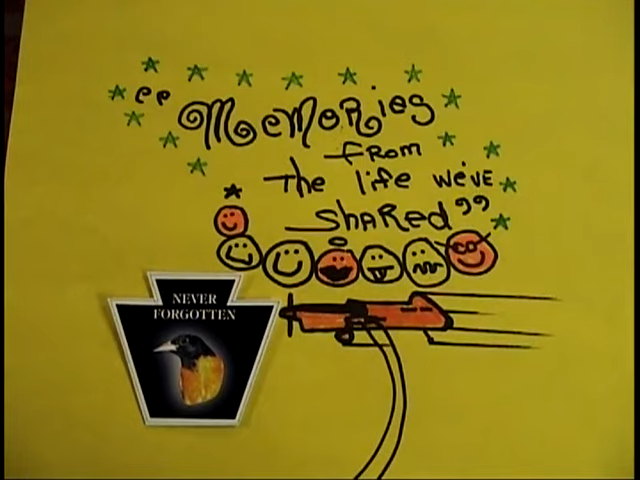 "Memories
from
The life we've
shared"
NEVER
FORGOTTEN